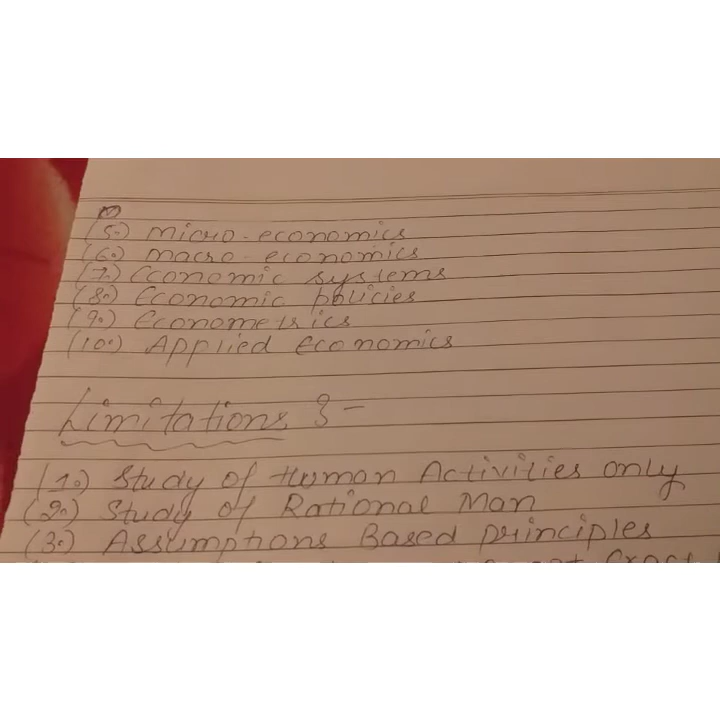 (5.) Micro-economics
(6.) Macro-economics
(7.) Economic systems
(8.) Economic policies
(9.) Econometrics
(10.) Applied economics
Limitations :-
(1.) Study of Human Activities only
(2.) Study of Rational Man
(3.) Assumptions Based principles